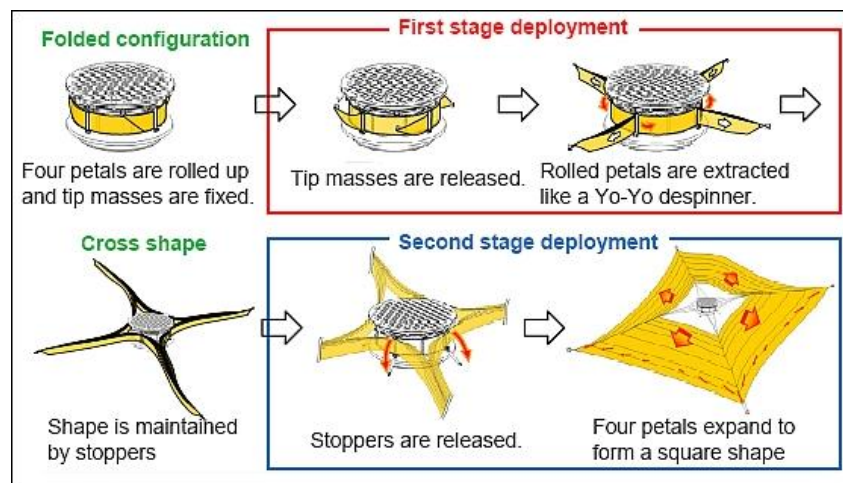 Folded configuration
First stage deployment
Four petals are rolled up
and tip masses are fixed.
Tip masses are released.
Rolled petals are extracted
like a Yo-Yo despinner.
Cross shape
Second stage deployment
Shape is maintained
by stoppers
Stoppers are released.
Four petals expand to
form a square shape